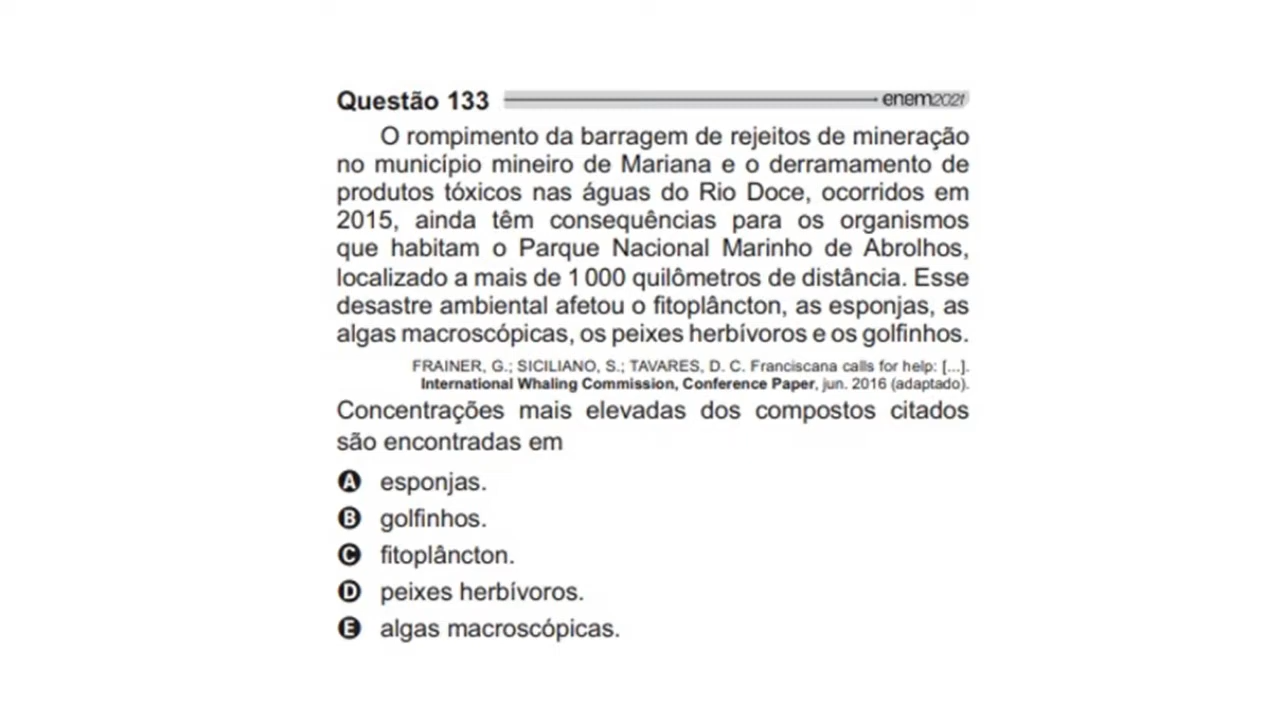 Questão 133
enem2021
O rompimento da barragem de rejeitos de mineração
no município mineiro de Mariana e o derramamento de
produtos tóxicos nas águas do Rio Doce, ocorridos em
2015, ainda têm consequências para os organismos
que habitam o Parque Nacional Marinho de Abrolhos,
localizado a mais de 1 000 quilômetros de distância. Esse
desastre ambiental afetou o fitoplâncton, as esponjas, as
algas macroscópicas, os peixes herbívoros e os golfinhos.
FRAINER, G.; SICILIANO, S.; TAVARES, D. C. Franciscana calls for help: [...].
International Whaling Commission, Conference Paper, jun. 2016 (adaptado).
Concentrações mais elevadas dos compostos citados
são encontradas em
A esponjas.
B golfinhos.
C fitoplâncton.
D peixes herbívoros.
E algas macroscópicas.